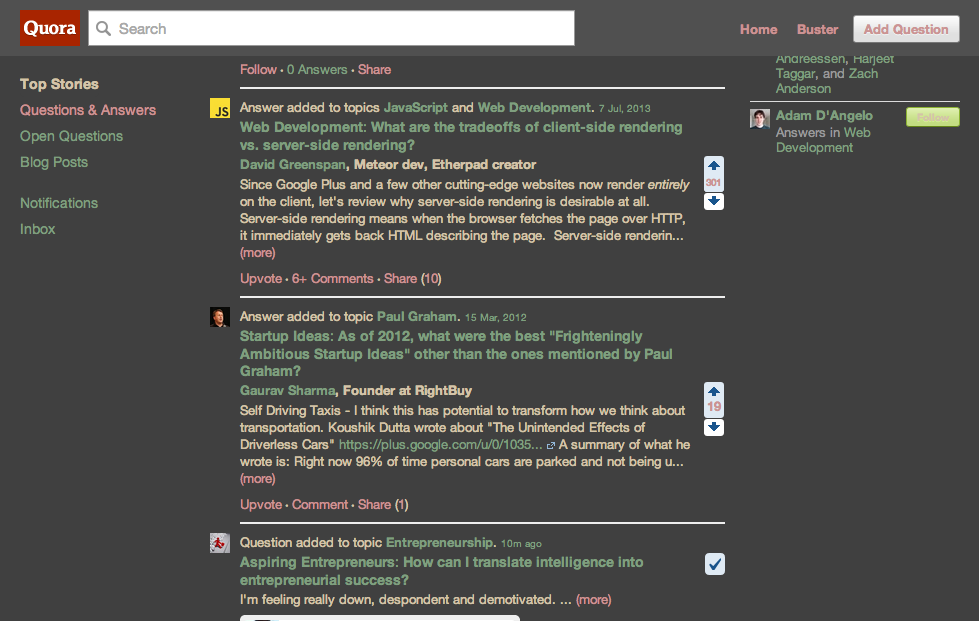 Quora
Search
Home
Buster
Add Question
Top Stories
Questions & Answers
Open Questions
Blog Posts
Notifications
Inbox
Follow · 0 Answers · Share
Answer added to topics JavaScript and Web Development. 7 Jul, 2013
JS
Web Development: What are the tradeoffs of client-side rendering
vs. server-side rendering?
David Greenspan, Meteor dev, Etherpad creator
301
Since Google Plus and a few other cutting-edge websites now render entirely
on the client, let's review why server-side rendering is desirable at all.
Server-side rendering means when the browser fetches the page over HTTP,
it immediately gets back HTML describing the page.  Server-side renderin...
(more)
Upvote · 6+ Comments · Share (10)
Answer added to topic Paul Graham. 15 Mar, 2012
Startup Ideas: As of 2012, what were the best "Frighteningly
Ambitious Startup Ideas" other than the ones mentioned by Paul
Graham?
Gaurav Sharma, Founder at RightBuy
19
Self Driving Taxis - I think this has potential to transform how we think about
transportation. Koushik Dutta wrote about "The Unintended Effects of
Driverless Cars" https://plus.google.com/u/0/1035... A summary of what he
wrote is: Right now 96% of time personal cars are parked and not being u...
(more)
Upvote · Comment · Share (1)
Question added to topic Entrepreneurship. 10m ago
Aspiring Entrepreneurs: How can I translate intelligence into
entrepreneurial success?
I'm feeling really down, despondent and demotivated. ... (more)
Andreessen, Harjeet
Taggar, and Zach
Anderson
Adam D'Angelo
Follow
Answers in Web
Development